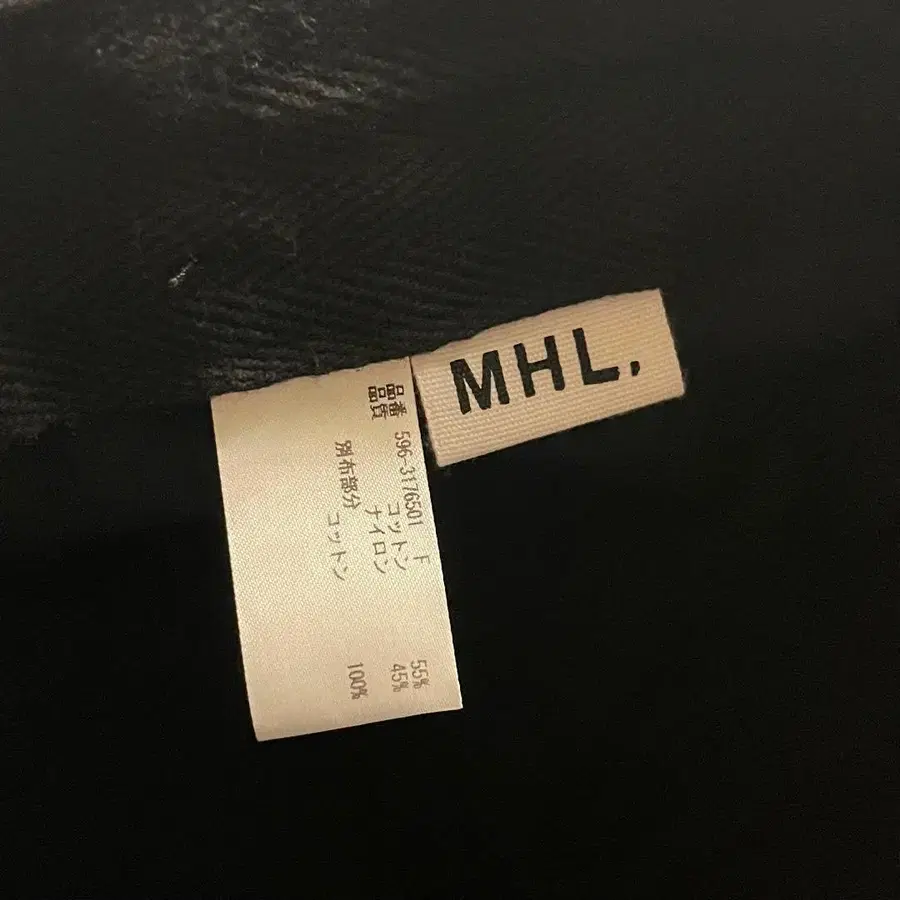 MHL.
品番 596-3176501 F
品質 コットン 55%
ナイロン 45%
別布部分 コットン 100%